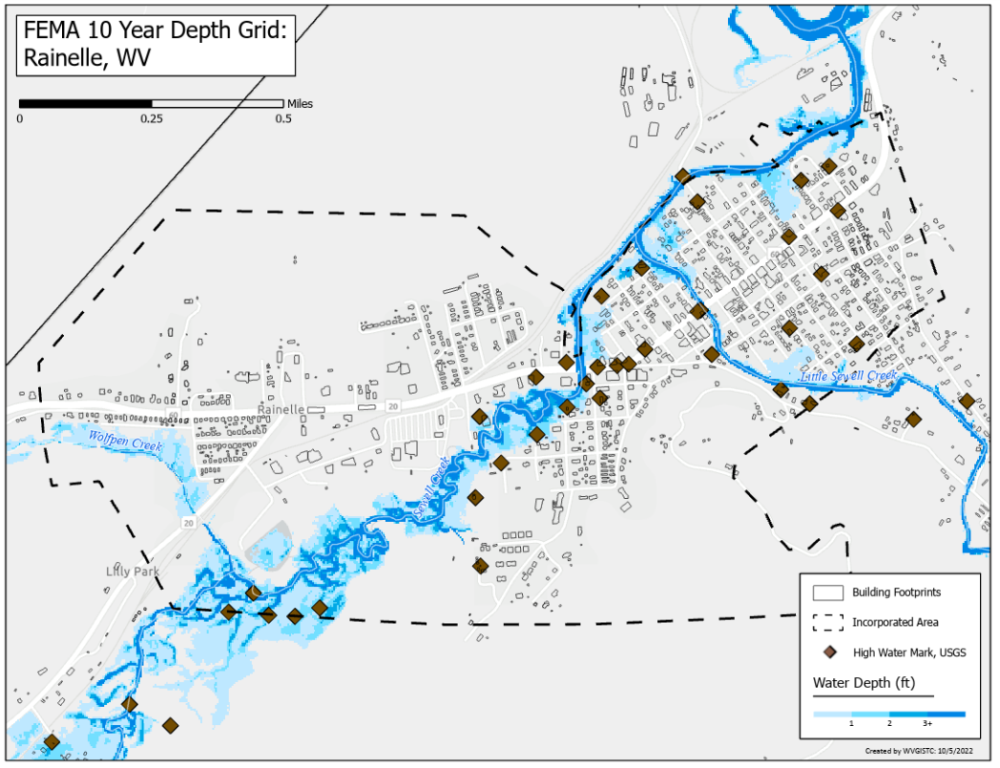 FEMA 10 Year Depth Grid:
Rainelle, WV
Miles
0 0.25 0.5
Little Sewell Creek
20
60
Rainelle
Wolfpen Creek
Sewell Creek
20
Lilly Park
Building Footprints
Incorporated Area
High Water Mark, USGS
Water Depth (ft)
1 2 3+
Created by WVGISTC: 10/5/2022